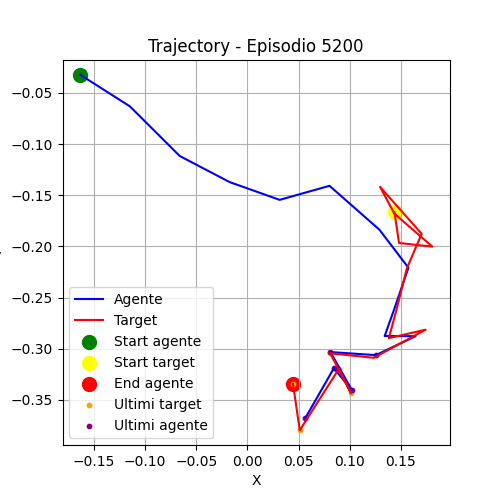 Trajectory - Episodio 5200
−0.05
−0.10
−0.15
−0.20
−0.25
−0.30
−0.35
Agente
Target
Start agente
Start target
End agente
Ultimi target
Ultimi agente
−0.15
−0.10
−0.05
0.00
0.05
0.10
0.15
X